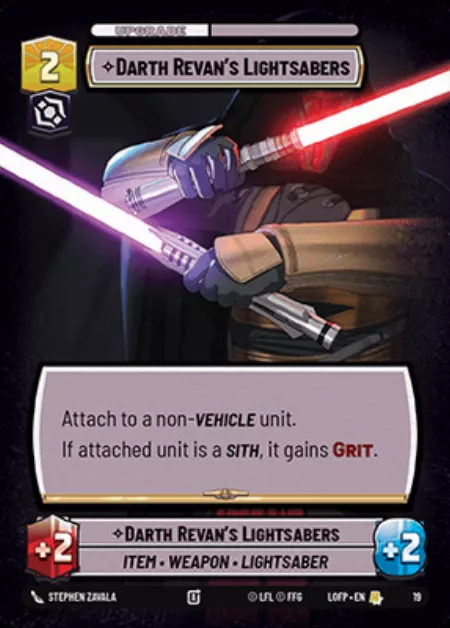 UPGRADE
2
✧DARTH REVAN'S LIGHTSABERS
Attach to a non-VEHICLE unit.
If attached unit is a SITH, it gains GRIT.
+2
✧DARTH REVAN'S LIGHTSABERS
+2
ITEM • WEAPON • LIGHTSABER
STEPHEN ZAVALA
Ⓒ LFL Ⓒ FFG
LOFP • EN
19